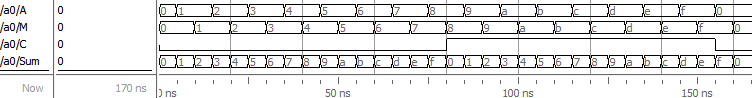 /a0/A 0 0 1 2 3 4 5 6 7 8 9 a b c d e f 0
/a0/M 0 0 1 2 3 4 5 6 7 8 9 a b c d e f 0
/a0/C 0
/a0/Sum 0 0 1 2 3 4 5 6 7 8 9 a b c d e f 0 1 3 4 5 6 7 8 9 a b c d e f 0
Now 170 ns 0 ns 50 ns 100 ns 150 ns